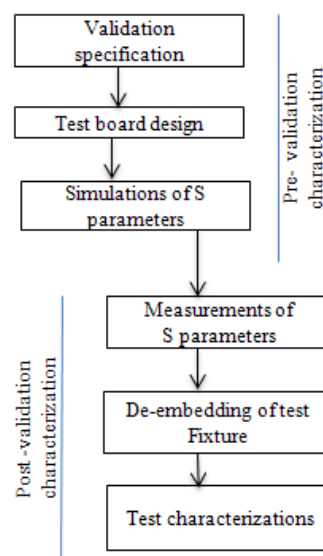 Validation
specification
Test board design
Simulations of S
parameters
Pre- validation
characterization
Measurements of
S parameters
De-embedding of test
Fixture
Test characterizations
Post -validation
characterization